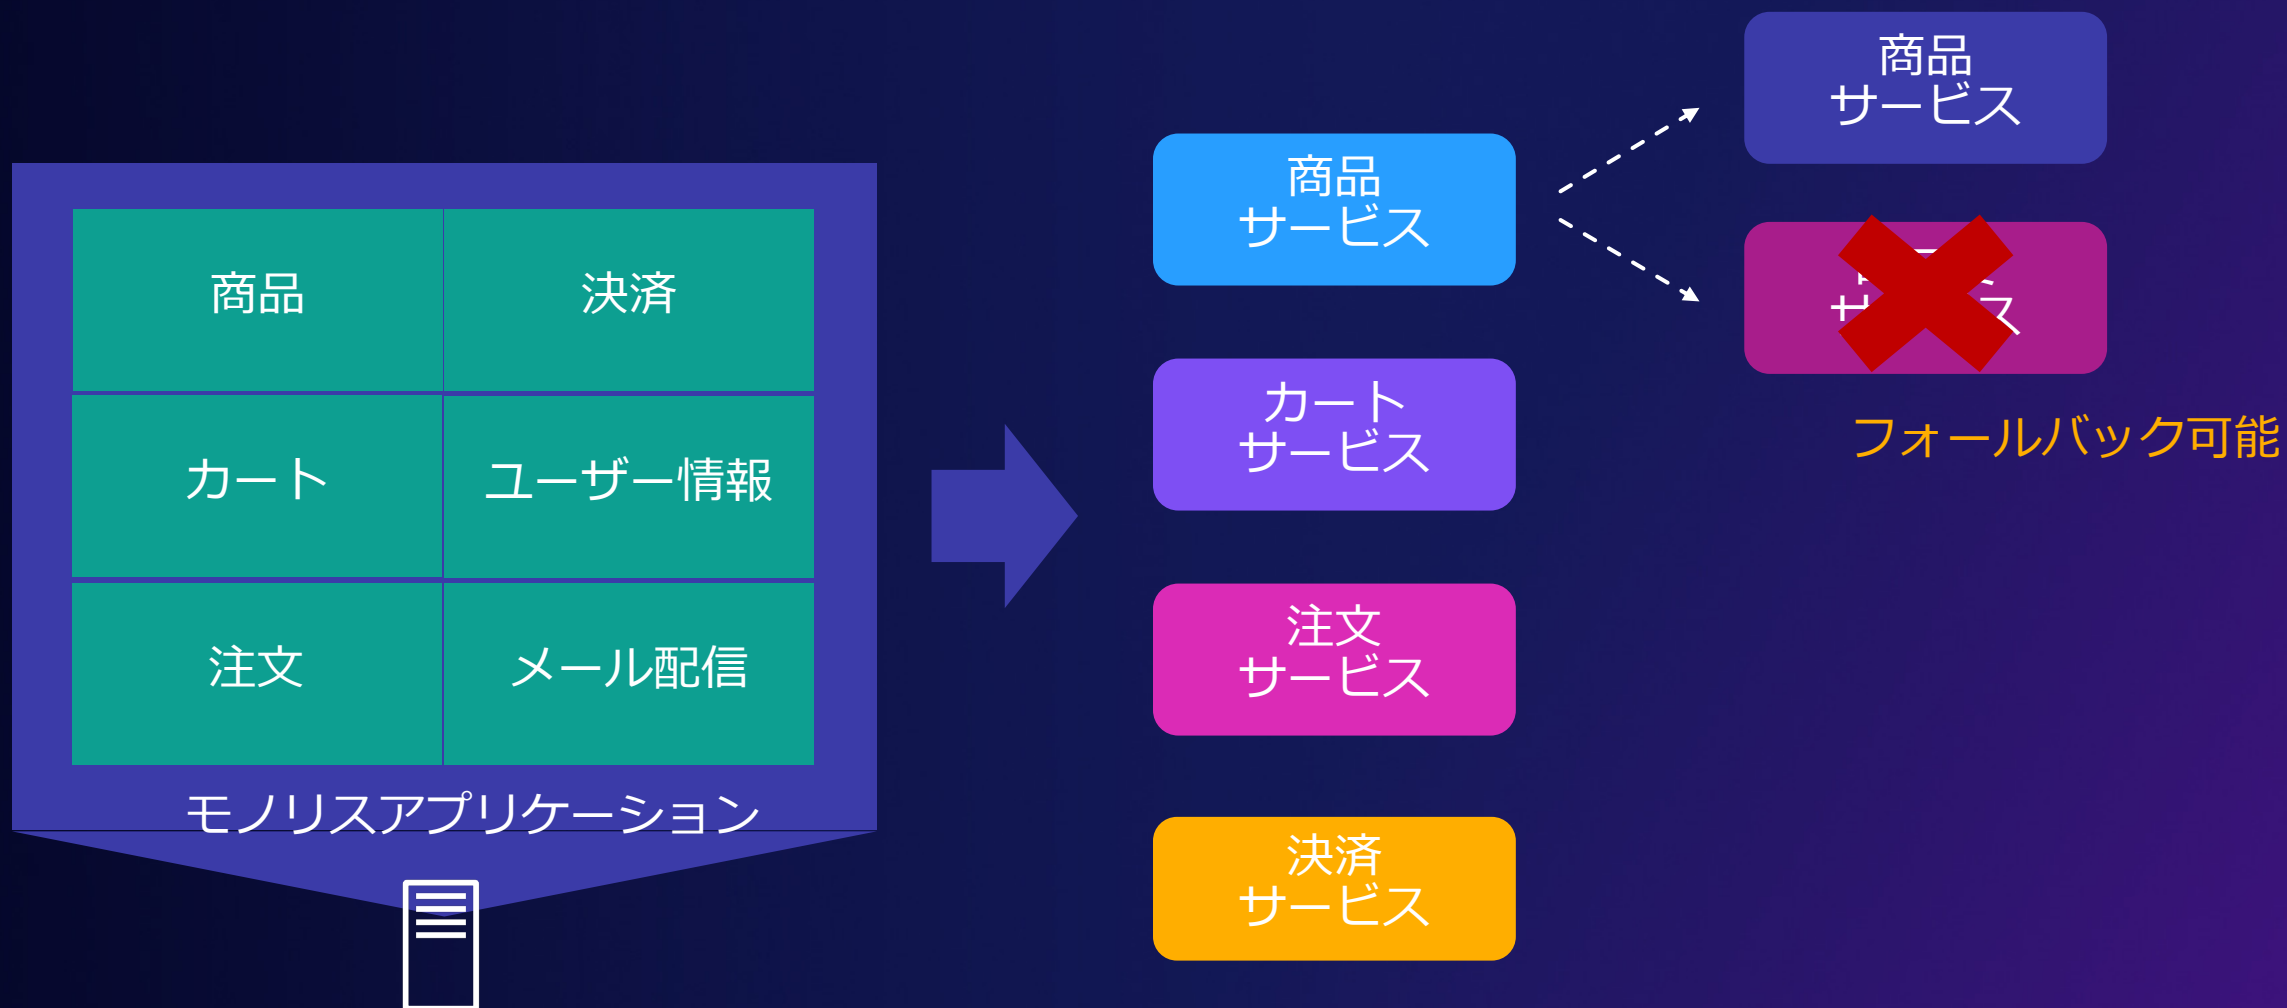 商品
決済
カート
ユーザー情報
注文
メール配信
モノリスアプリケーション
商品
サービス
カート
サービス
注文
サービス
決済
サービス
商品
サービス
フォールバック可能